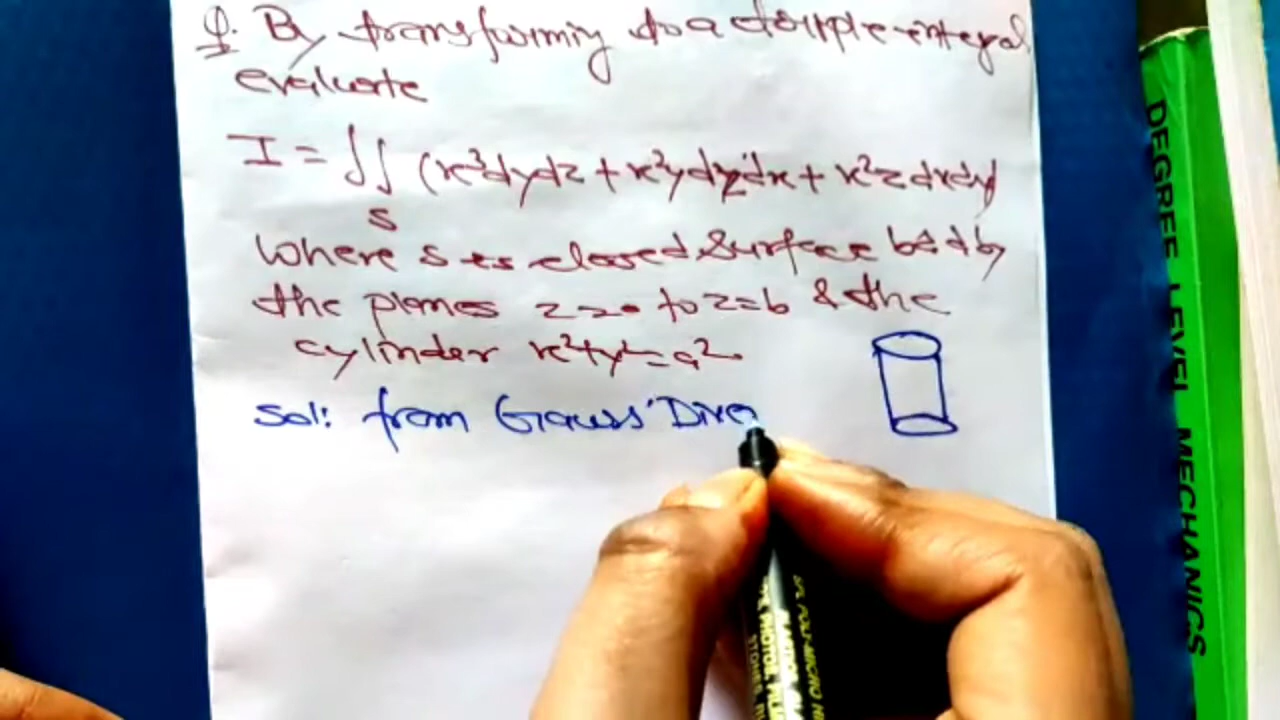 Q. By transforming to a tripple integral
evaluate
I = ∬ (x³dydz + x²ydzdx + x²zdxdy
S
Where S is closed surface bdd by
the planes z=0 to z=b & the
cylinder x²+y²=a².
Sol: from Gauss' Dive
DEGREE LEVEL MECHANICS